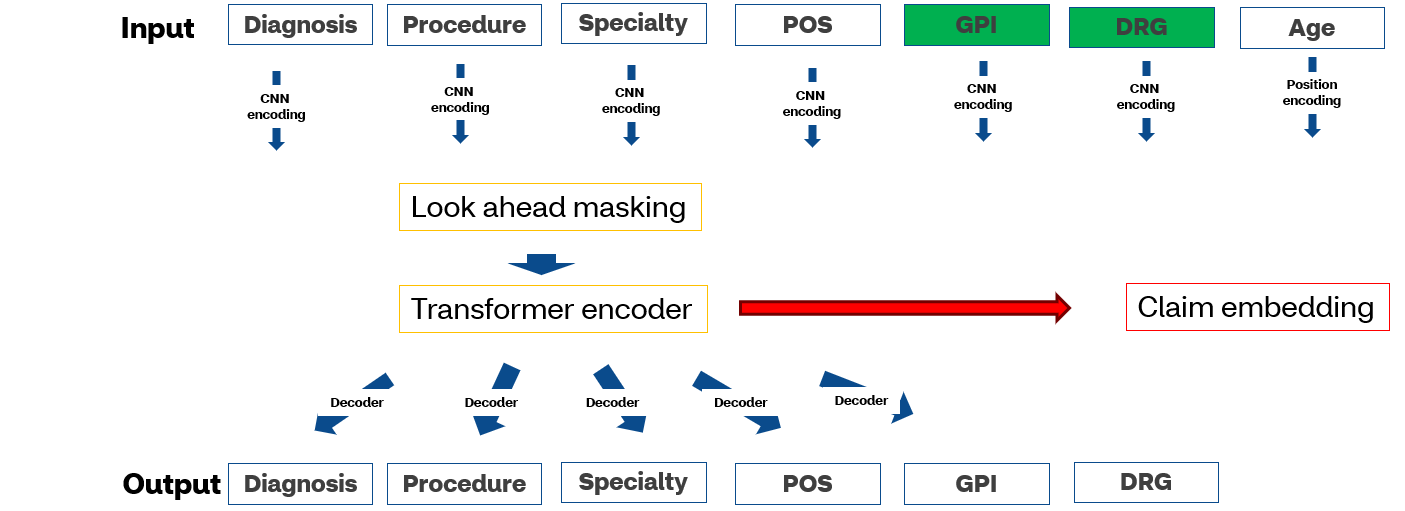 Input
Diagnosis
Procedure
Specialty
POS
GPI
DRG
Age
CNN
encoding
CNN
encoding
CNN
encoding
CNN
encoding
CNN
encoding
CNN
encoding
Position
encoding
Look ahead masking
Transformer encoder
Claim embedding
Decoder
Decoder
Decoder
Decoder
Decoder
Output
Diagnosis
Procedure
Specialty
POS
GPI
DRG